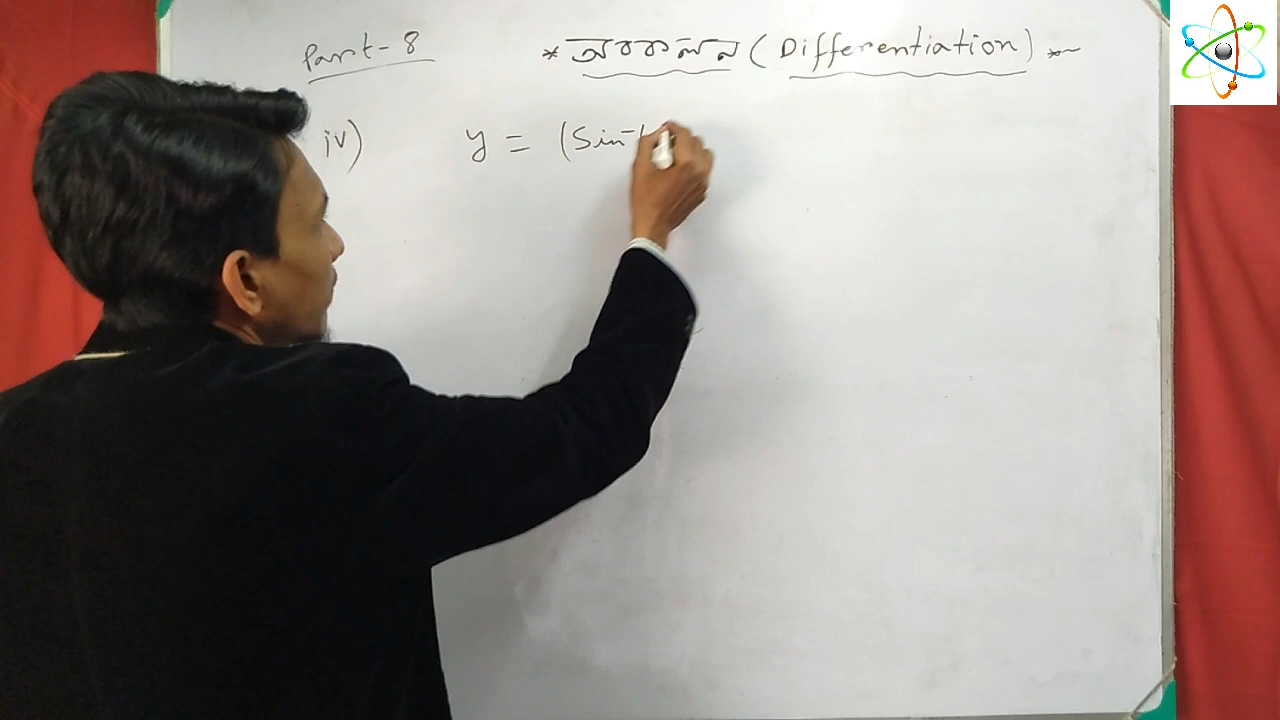 Part-8
* অবকলন (Differentiation) *~
iv) y = (Sin⁻¹